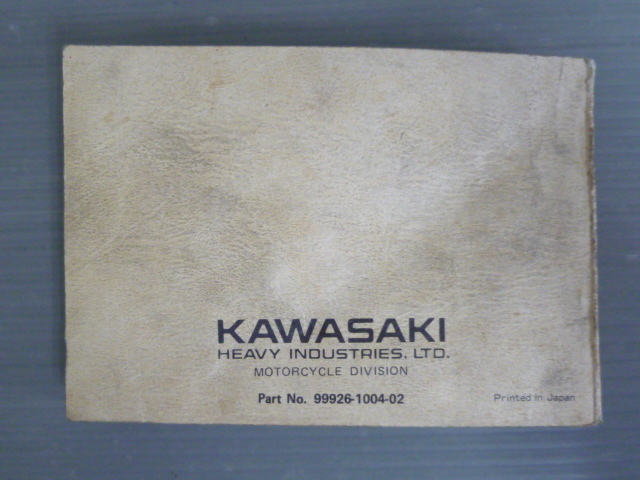 KAWASAKI
HEAVY INDUSTRIES, LTD.
MOTORCYCLE DIVISION
Part No. 99926-1004-02
Printed in Japan